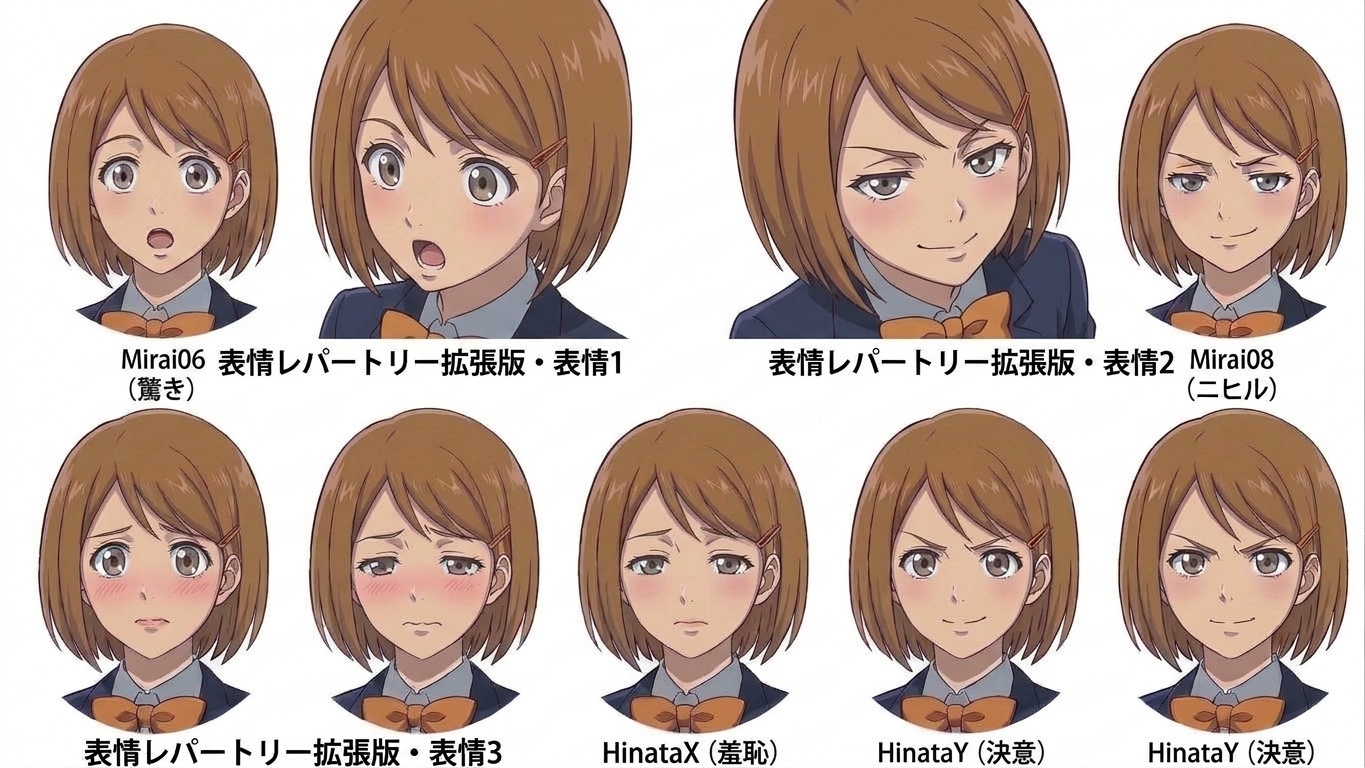 Mirai06
(驚き)
表情レパートリー拡張版・表情1
表情レパートリー拡張版・表情2
Mirai08
(ニヒル)
表情レパートリー拡張版・表情3
HinataX (羞恥)
HinataY (決意)
HinataY (決意)